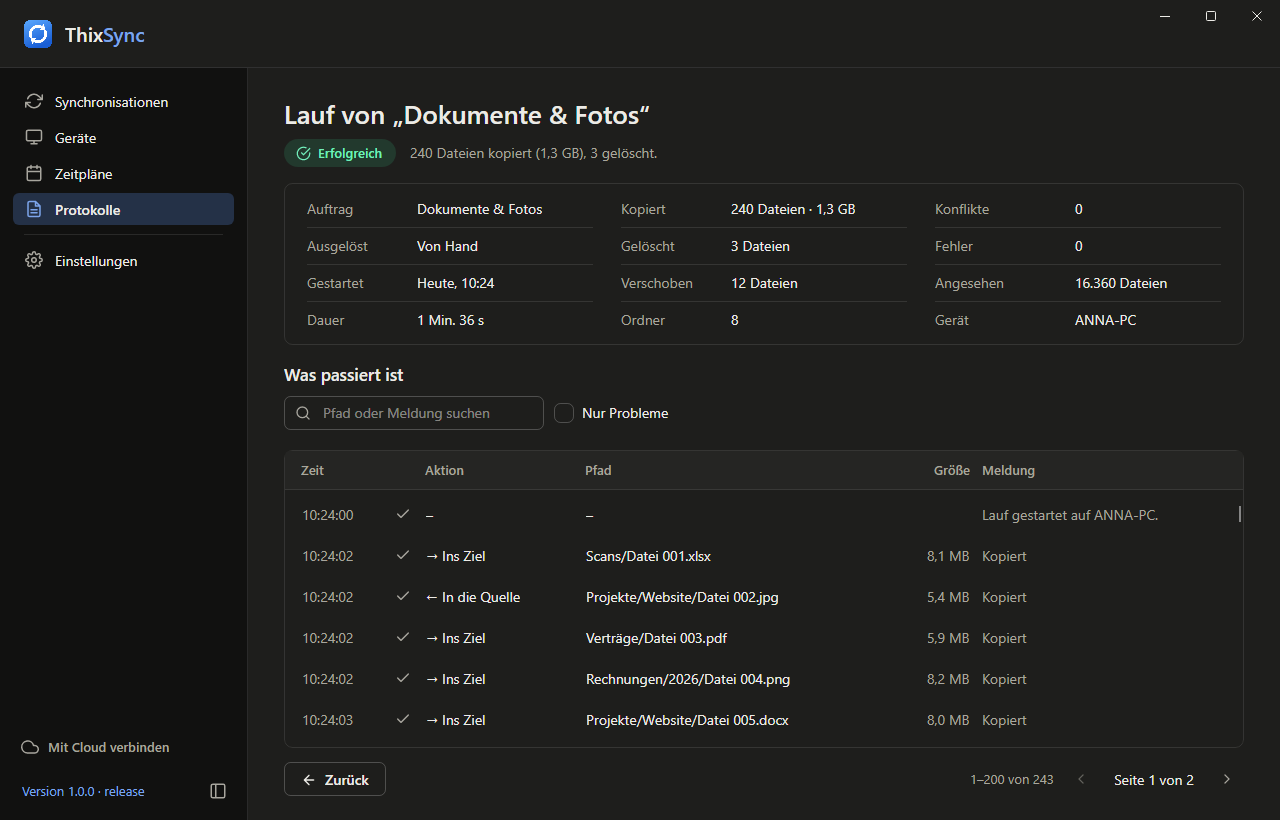 ThixSync
Synchronisationen
Geräte
Zeitpläne
Protokolle
Einstellungen
Mit Cloud verbinden
Version 1.0.0 · release
Lauf von „Dokumente & Fotos“
Erfolgreich 240 Dateien kopiert (1,3 GB), 3 gelöscht.
Auftrag Dokumente & Fotos Kopiert 240 Dateien · 1,3 GB Konflikte 0
Ausgelöst Von Hand Gelöscht 3 Dateien Fehler 0
Gestartet Heute, 10:24 Verschoben 12 Dateien Angesehen 16.360 Dateien
Dauer 1 Min. 36 s Ordner 8 Gerät ANNA-PC
Was passiert ist
Pfad oder Meldung suchen Nur Probleme
Zeit Aktion Pfad Größe Meldung
10:24:00 – – Lauf gestartet auf ANNA-PC.
10:24:02 → Ins Ziel Scans/Datei 001.xlsx 8,1 MB Kopiert
10:24:02 ← In die Quelle Projekte/Website/Datei 002.jpg 5,4 MB Kopiert
10:24:02 → Ins Ziel Verträge/Datei 003.pdf 5,9 MB Kopiert
10:24:02 → Ins Ziel Rechnungen/2026/Datei 004.png 8,2 MB Kopiert
10:24:03 → Ins Ziel Projekte/Website/Datei 005.docx 8,0 MB Kopiert
← Zurück 1–200 von 243 Seite 1 von 2